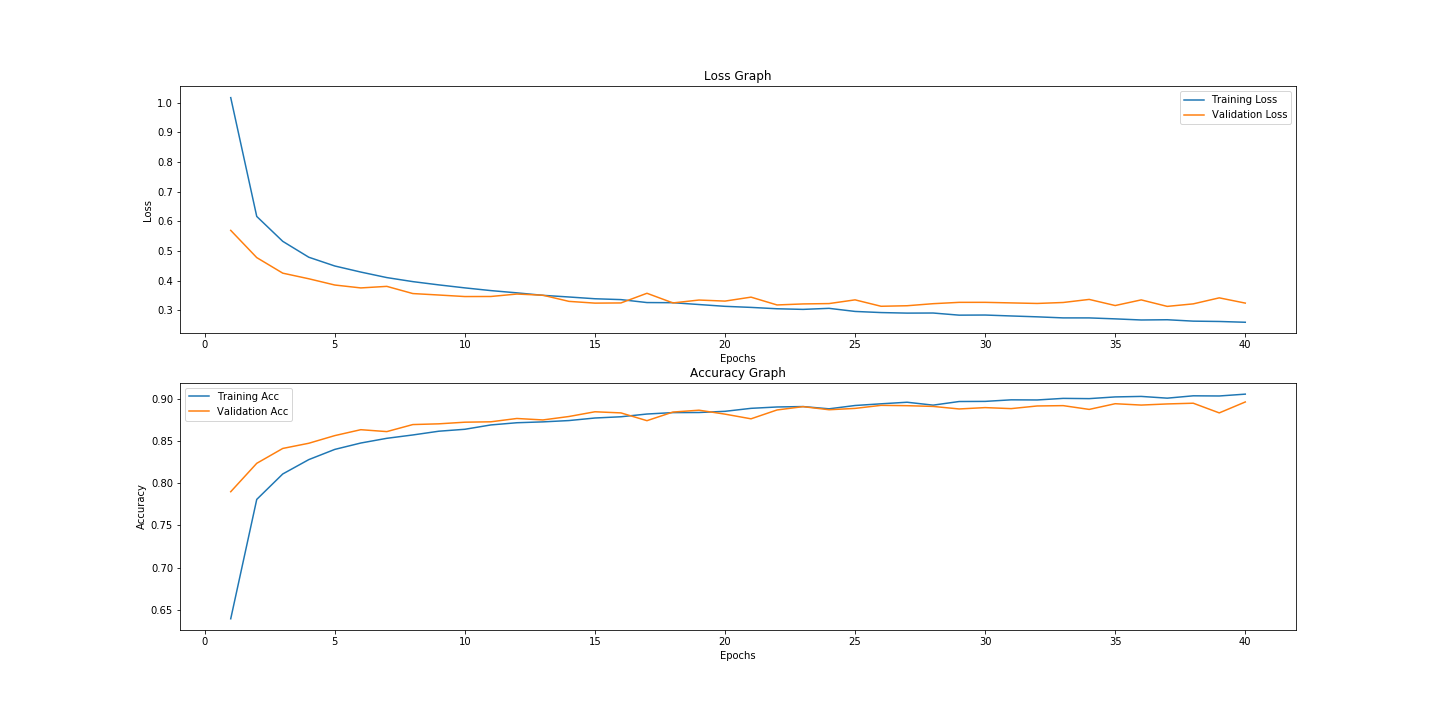 Loss Graph
1.0
0.9
0.8
0.7
0.6
0.5
0.4
0.3
Loss
Training Loss
Validation Loss
0 5 10 15 20 25 30 35 40
Epochs
Accuracy Graph
0.90
0.85
0.80
0.75
0.70
0.65
Accuracy
Training Acc
Validation Acc
0 5 10 15 20 25 30 35 40
Epochs